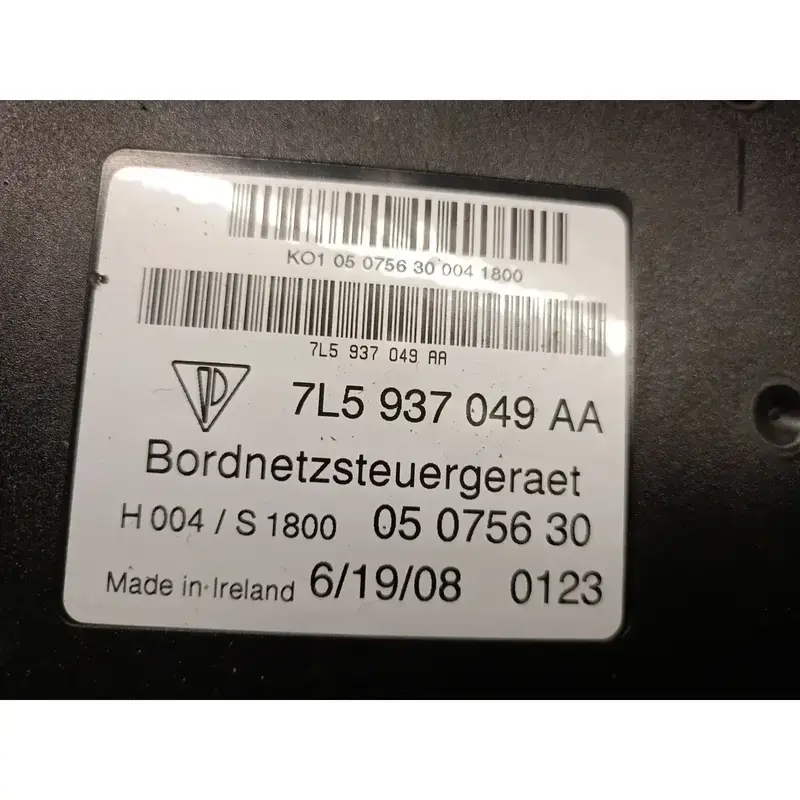 KO1 05 0756 30 004 1800
7L5 937 049 AA
7L5 937 049 AA
Bordnetzsteuergeraet
H 004 / S 1800 05 0756 30
Made in Ireland 6/19/08 0123